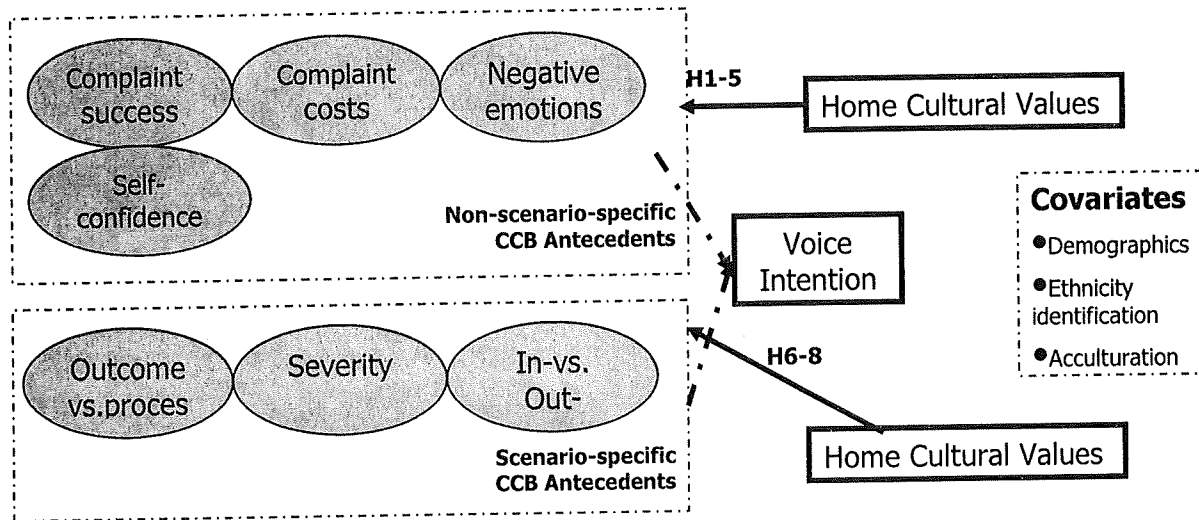 Complaint
success
Complaint
costs
Negative
emotions
H1-5
Home Cultural Values
Self-
confidence
Non-scenario-specific
CCB Antecedents
Voice
Intention
Covariates
●Demographics
●Ethnicity
identification
●Acculturation
Outcome
vs.proces
Severity
In-vs.
Out-
H6-8
Scenario-specific
CCB Antecedents
Home Cultural Values